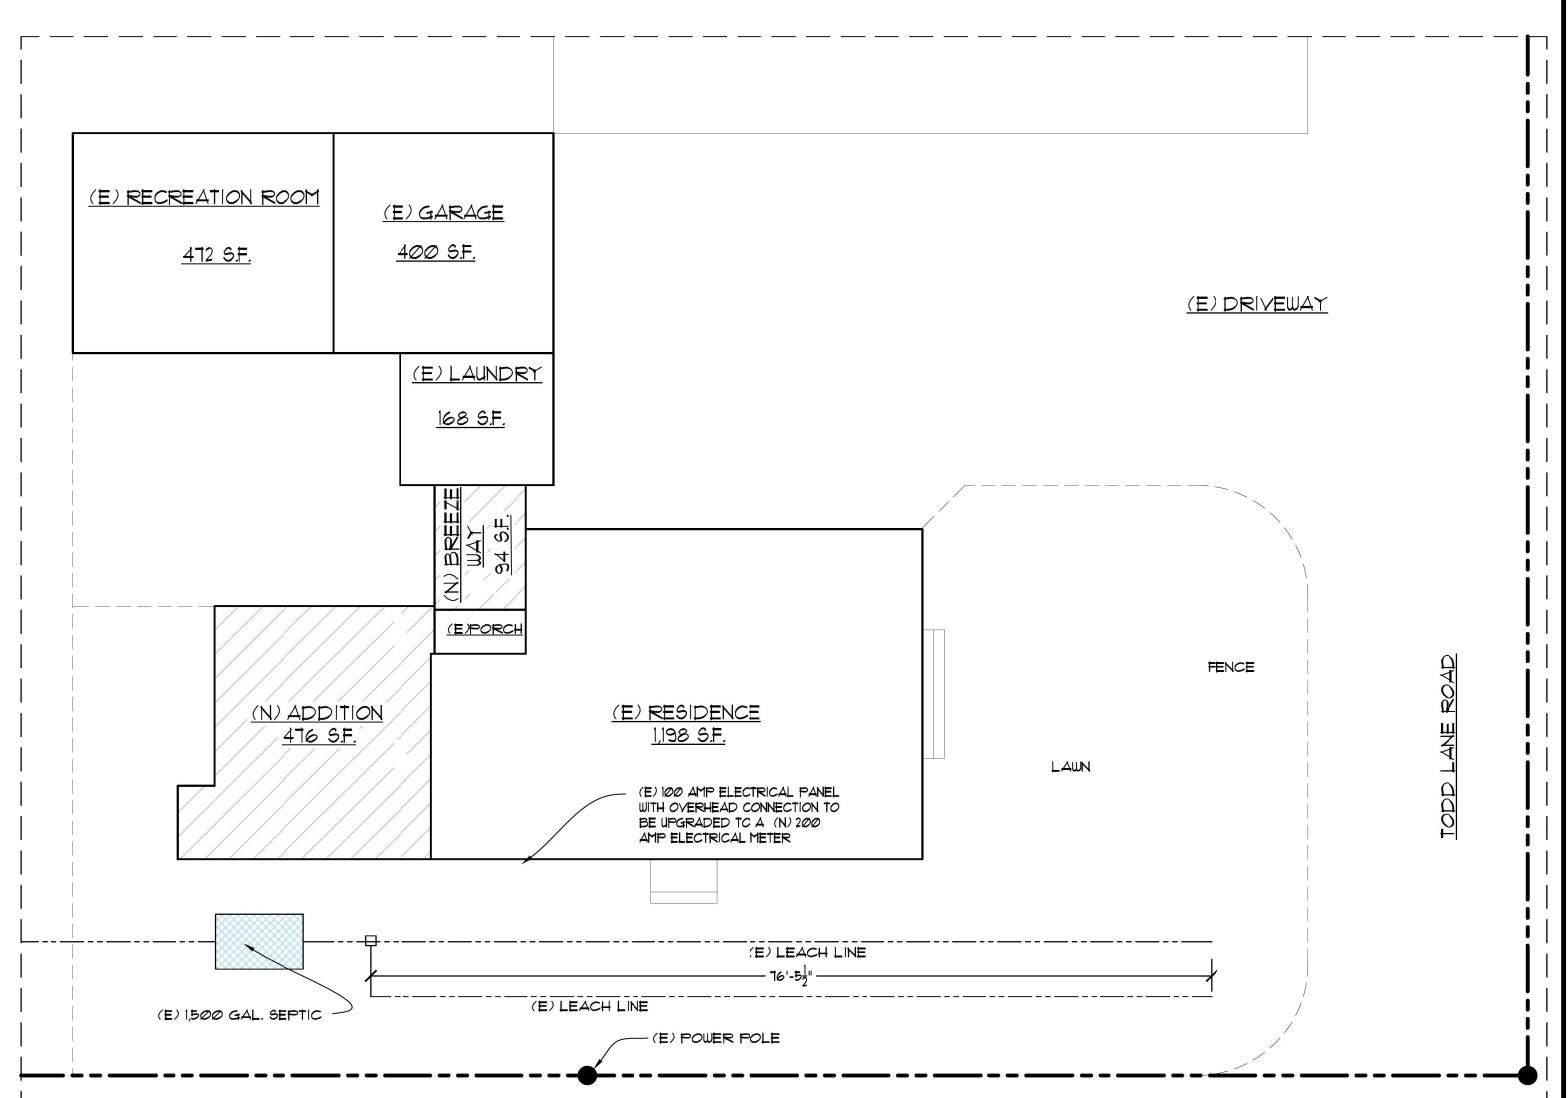 (E) RECREATION ROOM
472 S.F.
(E) GARAGE
400 S.F.
(E) DRIVEWAY
(E) LAUNDRY
168 S.F.
(N) BREEZE
WAY
94 S.F.
(E)PORCH
FENCE
(N) ADDITION
476 S.F.
(E) RESIDENCE
1,198 S.F.
TODD LANE ROAD
LAWN
(E) 100 AMP ELECTRICAL PANEL
WITH OVERHEAD CONNECTION TO
BE UPGRADED TO A (N) 200
AMP ELECTRICAL METER
(E) LEACH LINE
76'-5 1/2"
(E) LEACH LINE
(E) 1,500 GAL. SEPTIC
(E) POWER POLE